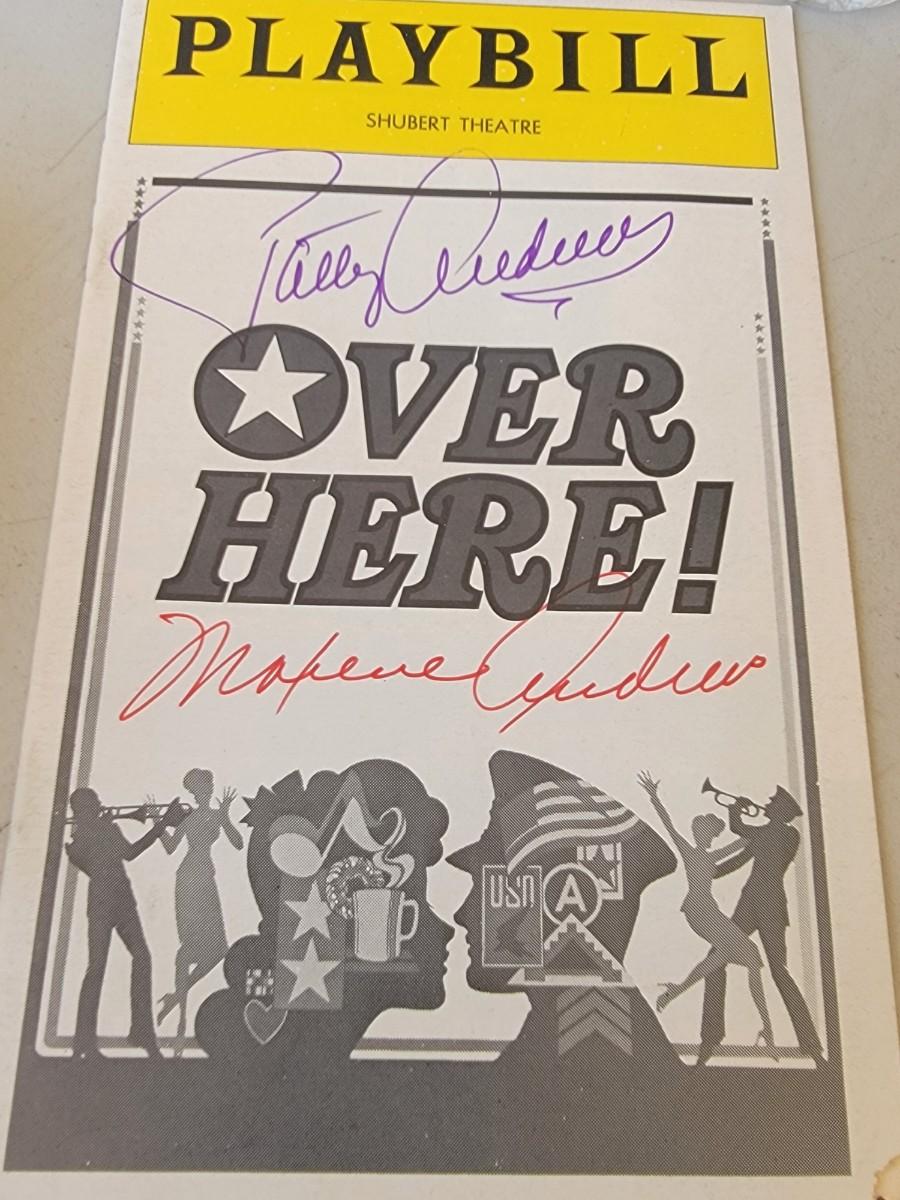 PLAYBILL
SHUBERT THEATRE
Patty Andrews
OVER
HERE!
Maxene Andrews
USN
A